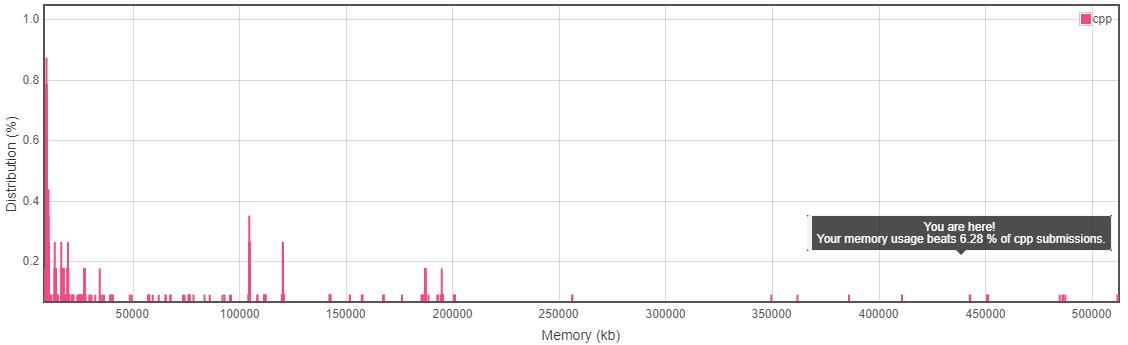 1.0
0.8
0.6
0.4
0.2
Distribution (%)
cpp
You are here!
Your memory usage beats 6.28 % of cpp submissions.
50000 100000 150000 200000 250000 300000 350000 400000 450000 500000
Memory (kb)